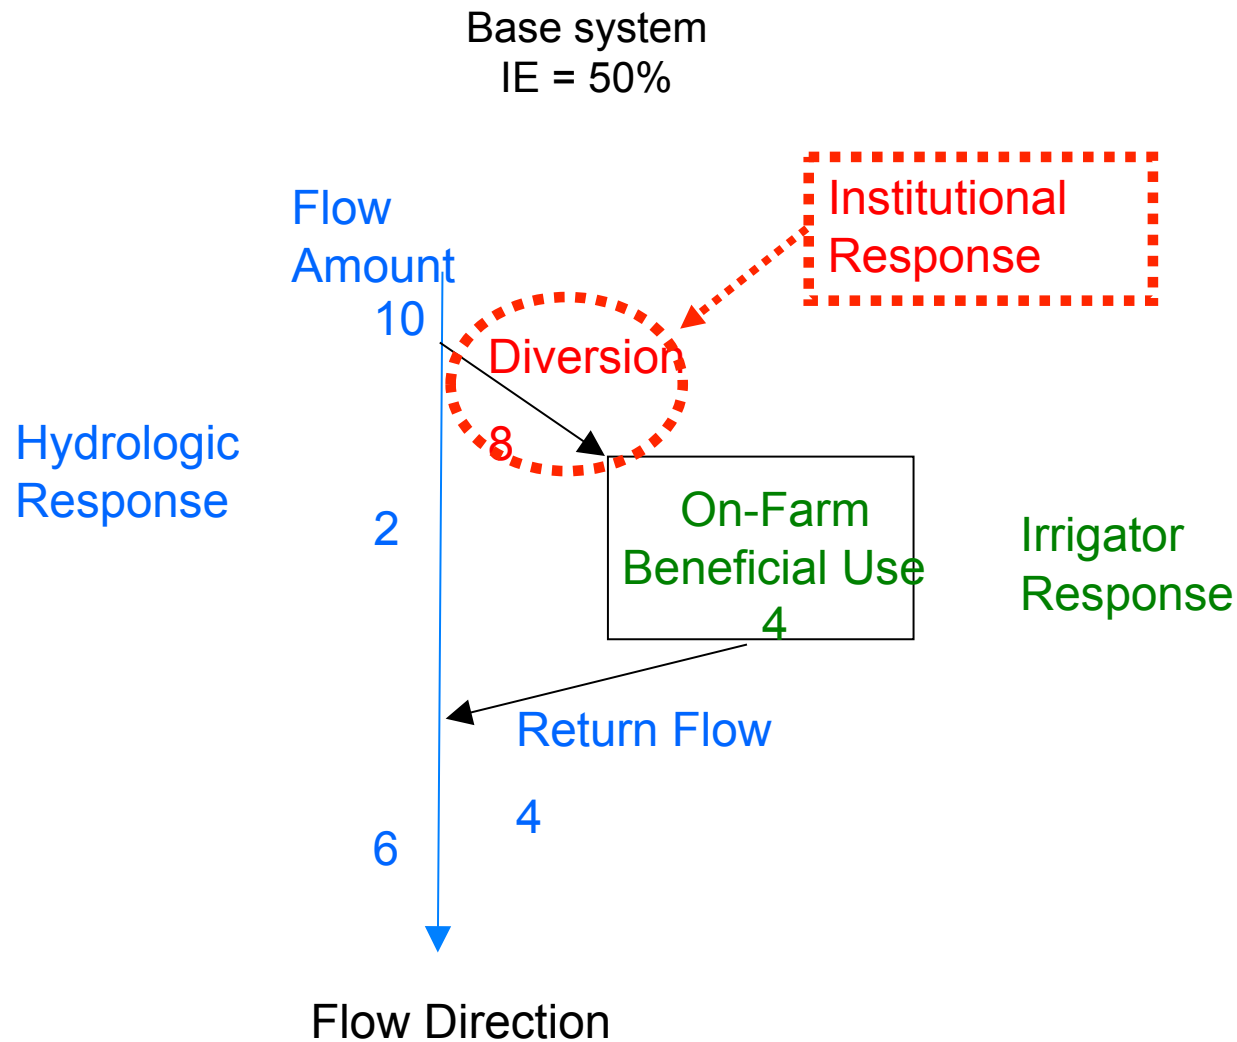 Base system
IE = 50%
Institutional
Response
Flow
Amount
10
Diversion
8
Hydrologic
Response
2
On-Farm
Beneficial Use
4
Irrigator
Response
Return Flow
4
6
Flow Direction